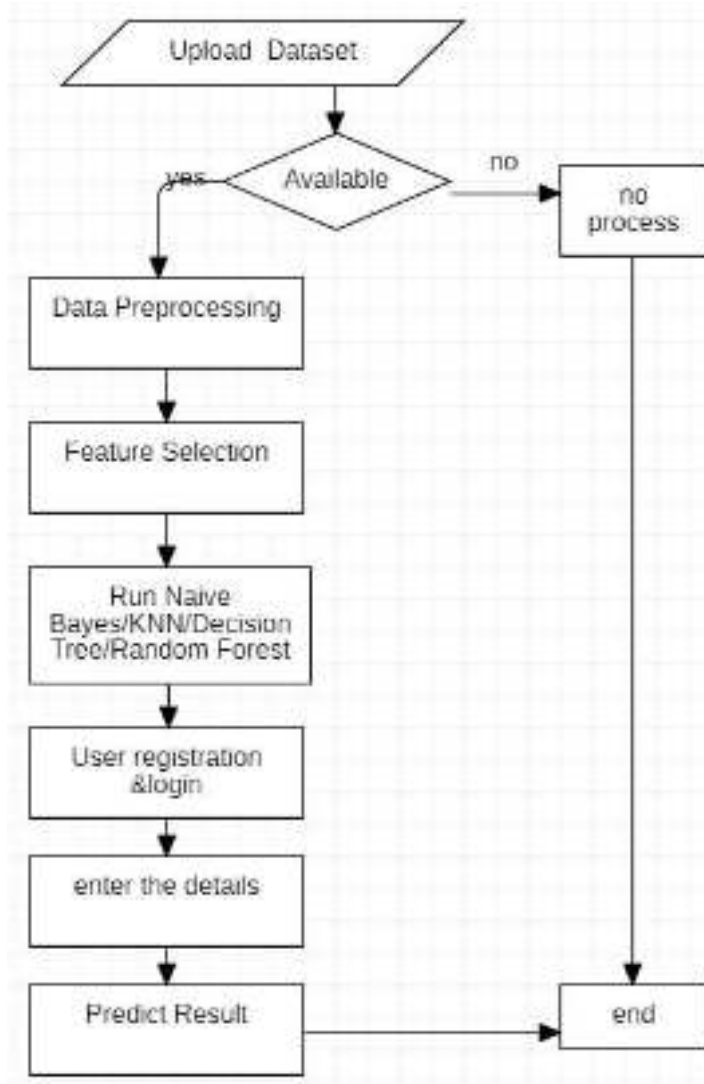 Upload Dataset
yes
Available
no
no
process
Data Preprocessing
Feature Selection
Run Naive
Bayes/KNN/Decision
Tree/Random Forest
User registration
&login
enter the details
Predict Result
end